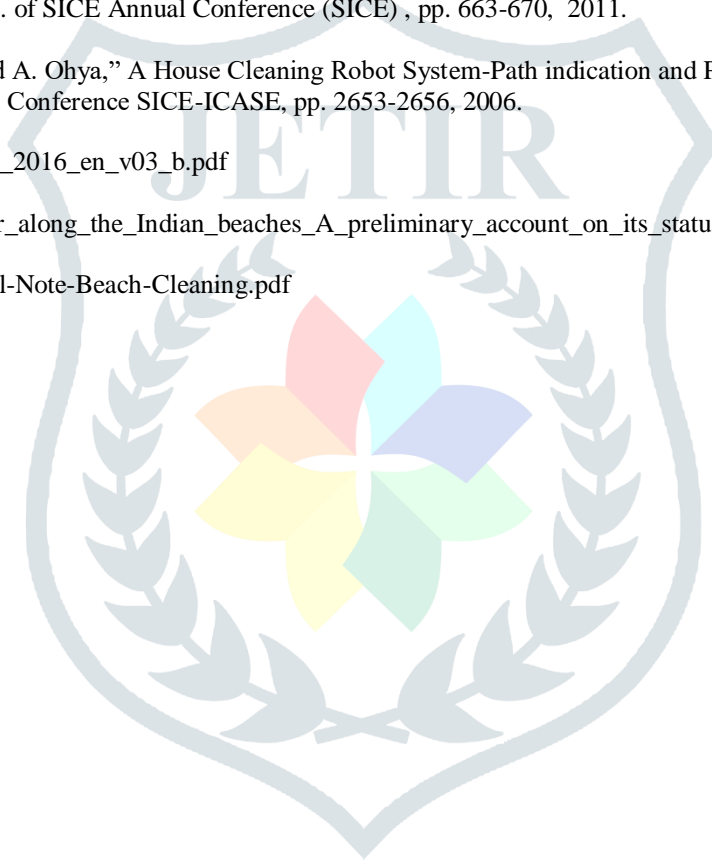 . of SICE Annual Conference (SICE) , pp. 663-670, 2011.
d A. Ohya,” A House Cleaning Robot System-Path indication and
Conference SICE-ICASE, pp. 2653-2656, 2006.
_2016_en_v03_b.pdf
JETIR
r_along_the_Indian_beaches_A_preliminary_account_on_its_statu
l-Note-Beach-Cleaning.pdf